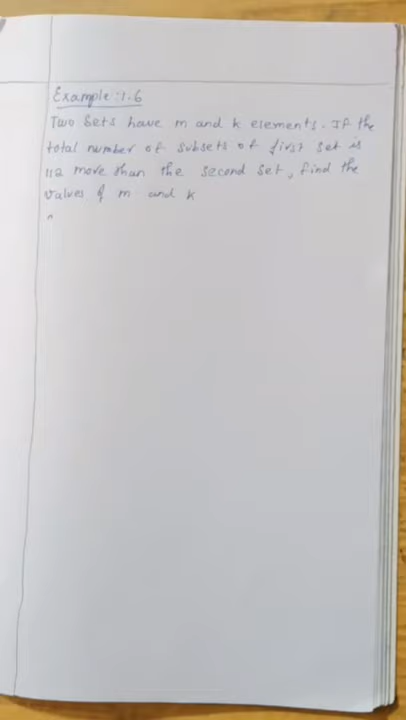 Example:1.6
Two sets have m and k elements. If the
total number of subsets of first set is
112 more than the second set, find the
values of m and k